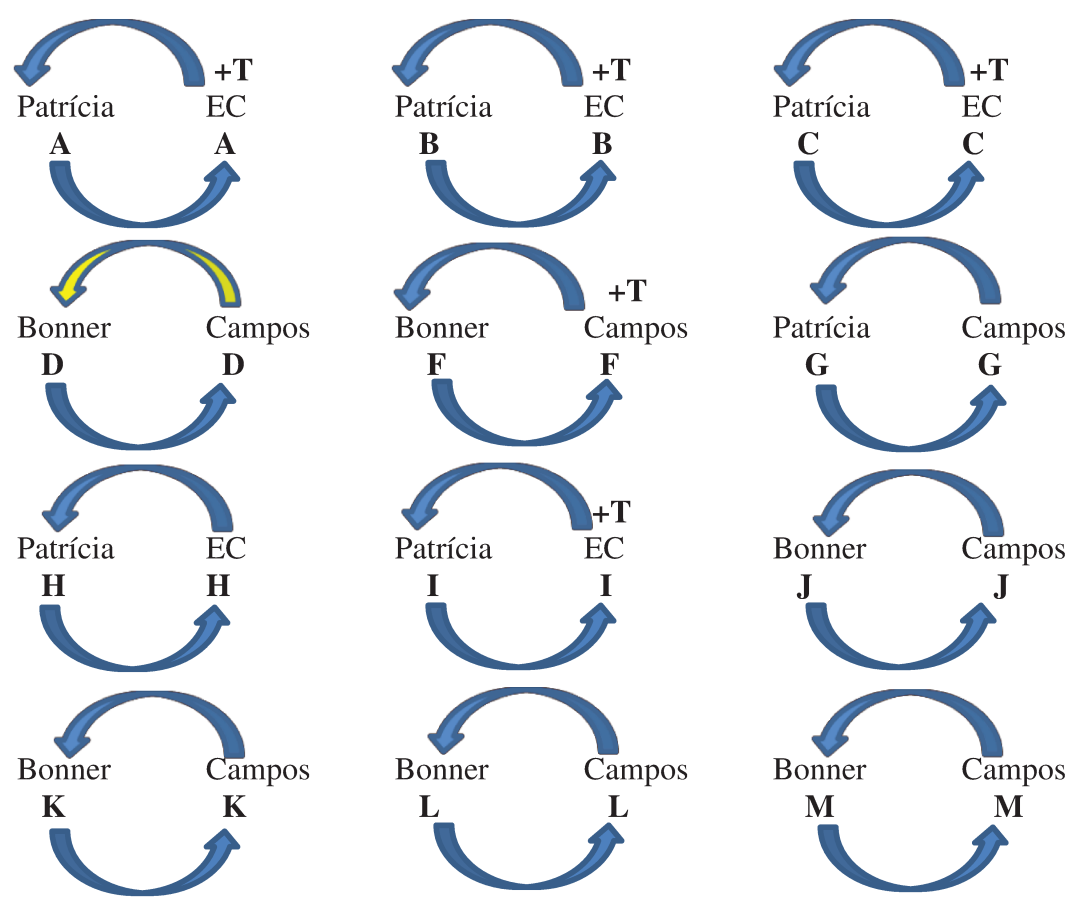 +T +T +T
Patrícia EC Patrícia EC Patrícia EC
A A B B C C
+T
Bonner Campos Bonner Campos Patrícia Campos
D D F F G G
+T
Patrícia EC Patrícia EC Bonner Campos
H H I I J J
Bonner Campos Bonner Campos Bonner Campos
K K L L M M